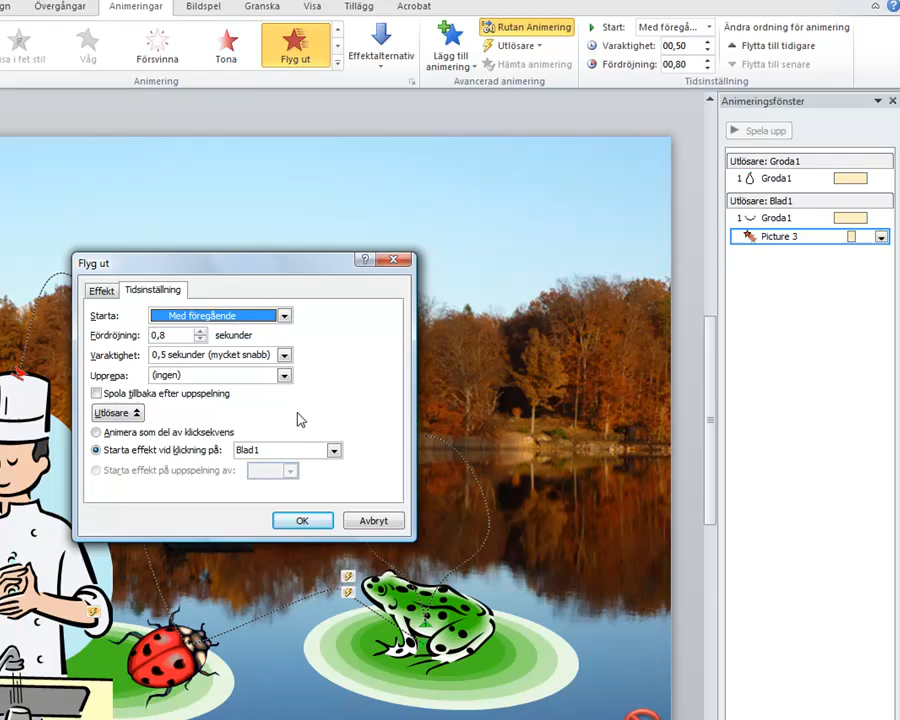 gn Övergångar Animeringar Bildspel Granska Visa Tillägg Acrobat
isa i fet stil Våg Försvinna Tona Flyg ut Effektalternativ Lägg till animering Rutan Animering Utlösare Hämta animering Start: Med föregå... Varaktighet: 00,50 Fördröjning: 00,80 Ändra ordning för animering Flytta till tidigare Flytta till senare
Animering Avancerad animering Tidsinställning
Animeringsfönster
Spela upp
Utlösare: Groda1
1 Groda1
Utlösare: Blad1
1 Groda1
Picture 3
Flyg ut
Effekt Tidsinställning
Starta: Med föregående
Fördröjning: 0,8 sekunder
Varaktighet: 0,5 sekunder (mycket snabb)
Upprepa: (ingen)
Spola tillbaka efter uppspelning
Utlösare
Animera som del av klicksekvens
Starta effekt vid klickning på: Blad1
Starta effekt på uppspelning av:
OK Avbryt